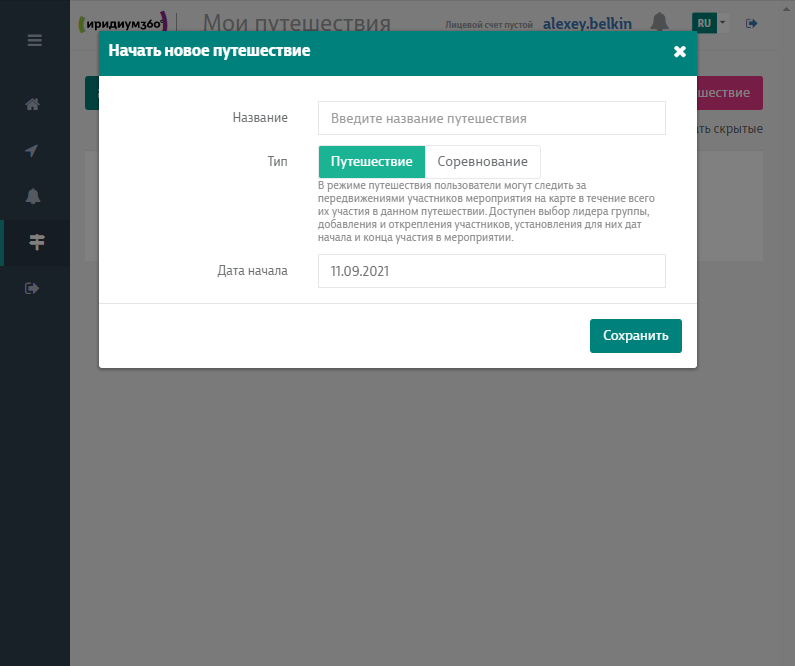 иридиум360°
Мои путешествия
Лицевой счет пустой
alexey.belkin
RU
Начать новое путешествие
Название
Введите название путешествия
Тип
Путешествие
Соревнование
В режиме путешествия пользователи могут следить за
передвижениями участников мероприятия на карте в течение всего
их участия в данном путешествии. Доступен выбор лидера группы,
добавления и открепления участников, установления для них дат
начала и конца участия в мероприятии.
Дата начала
11.09.2021
Сохранить
скрытые